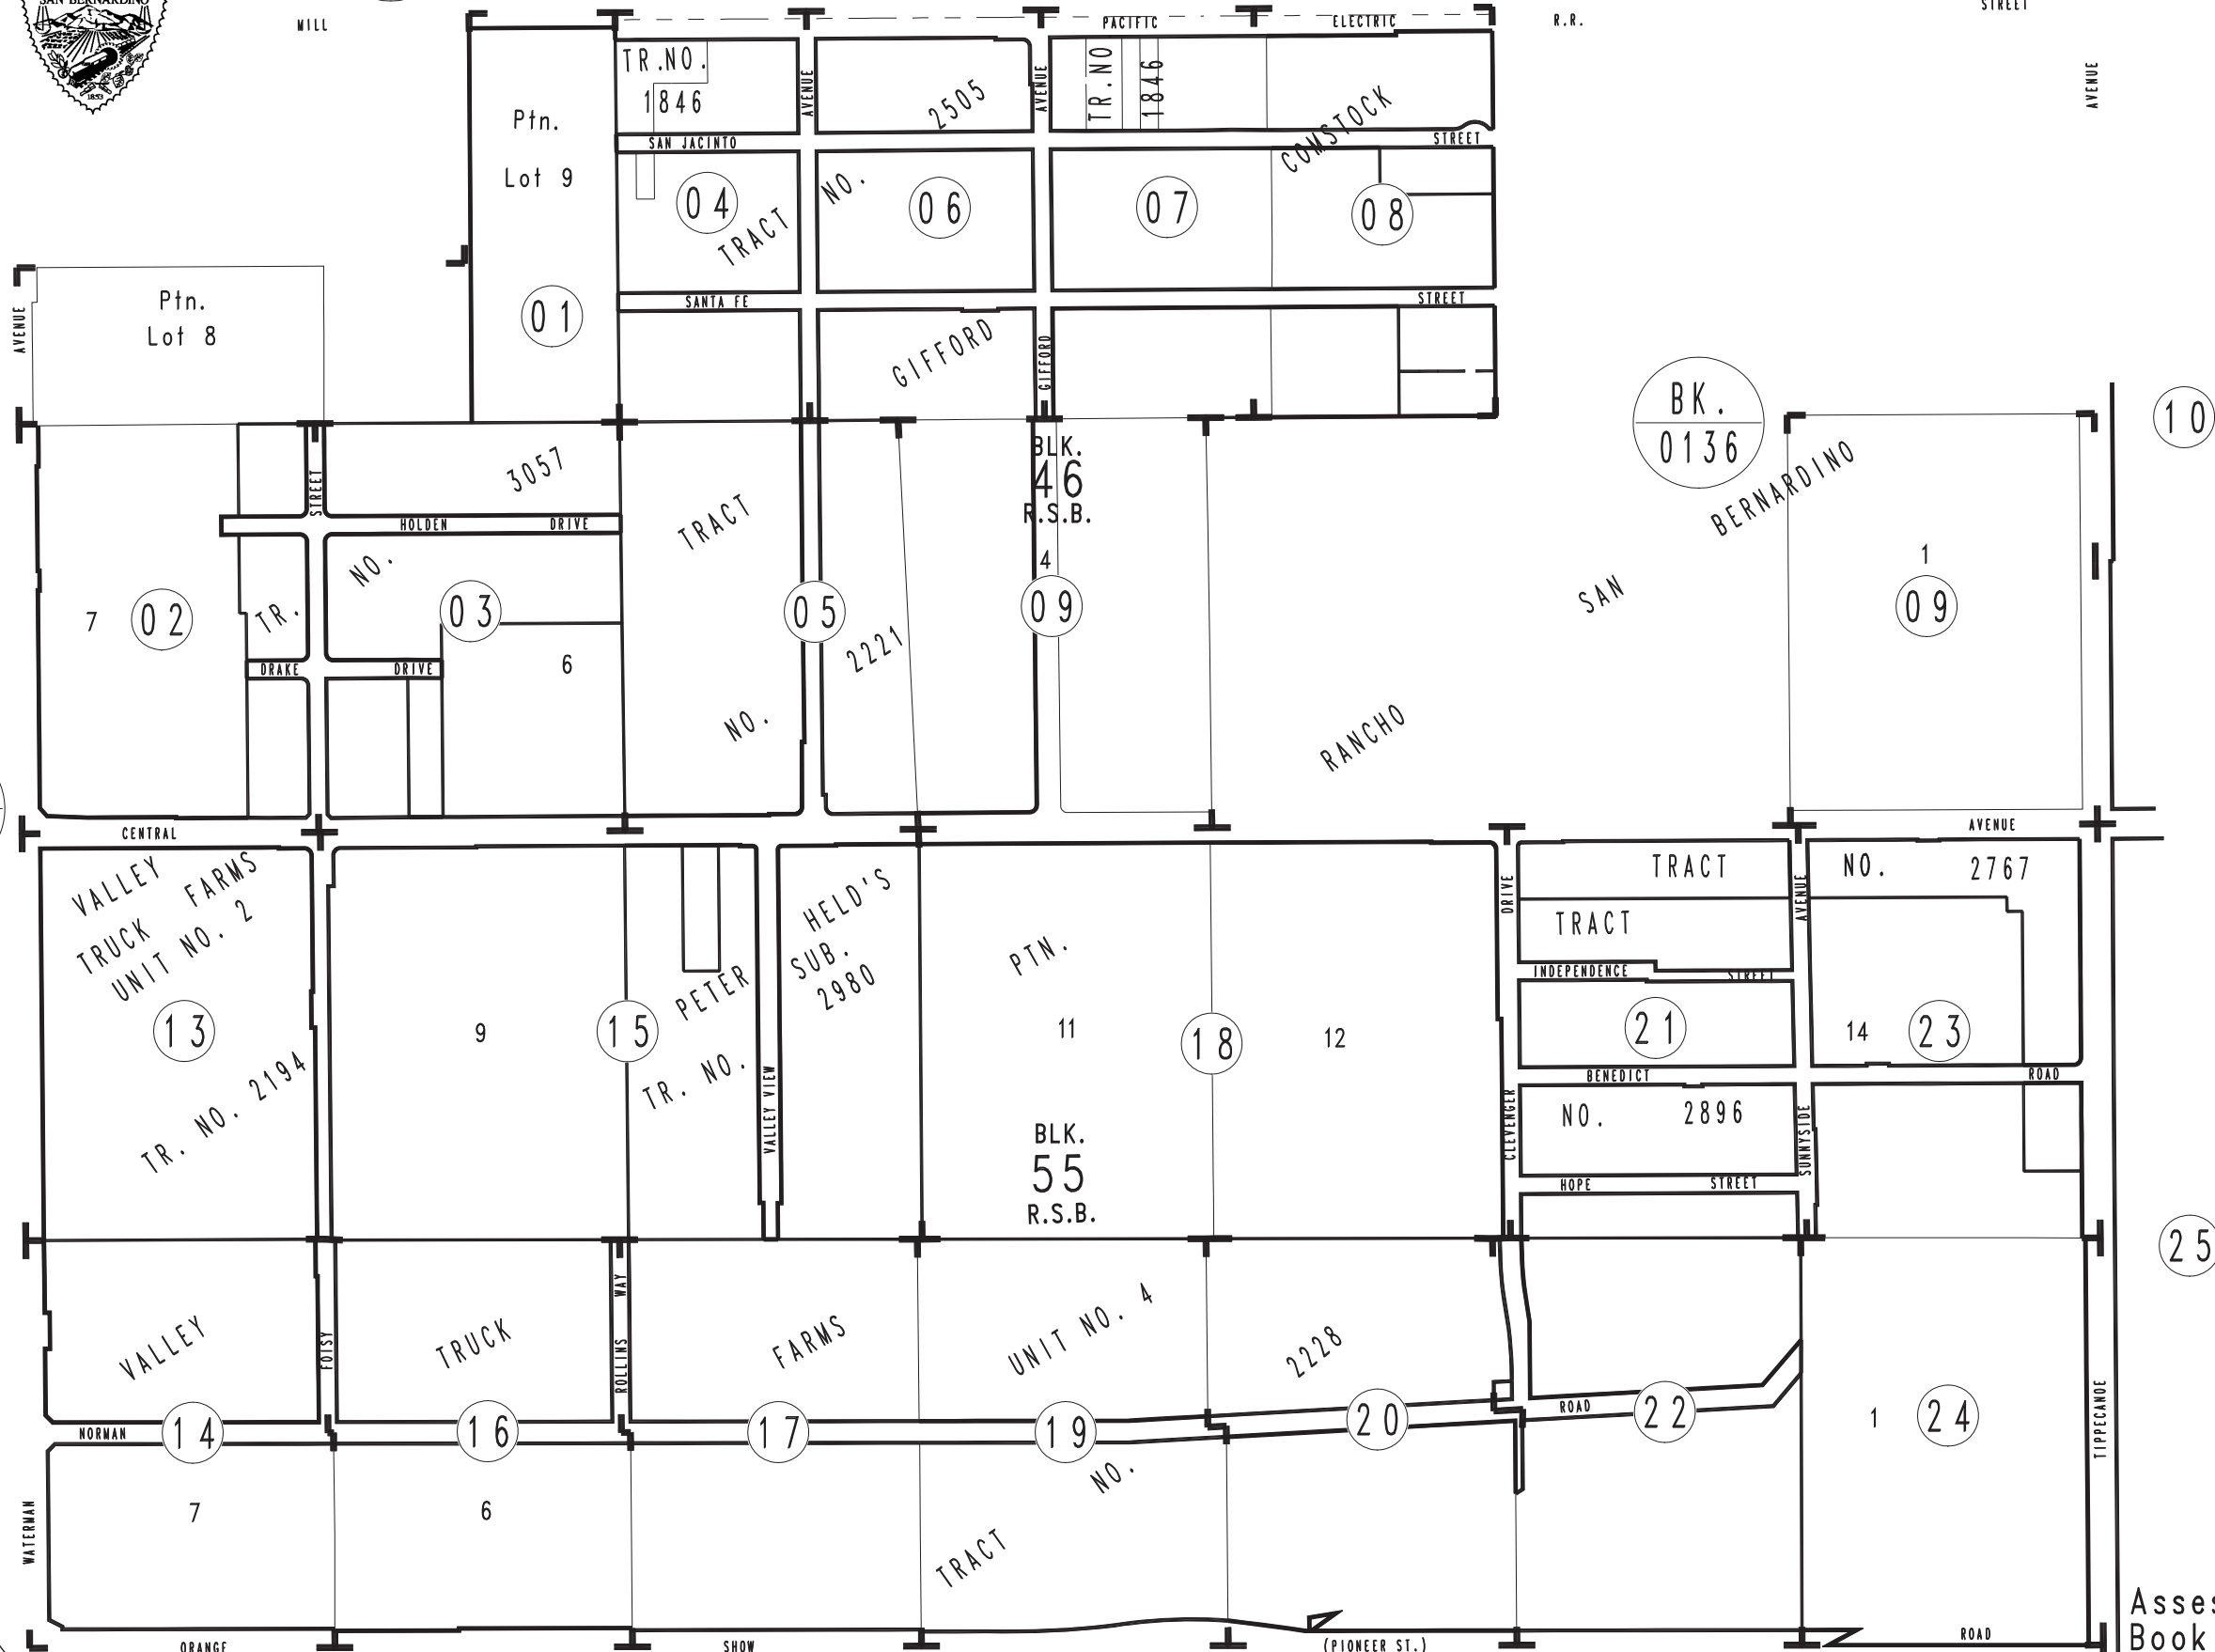 SAN BERNARDINO
1853
MILL
PACIFIC
ELECTRIC
R.R.
STREET
AVENUE
AVENUE
AVENUE
TR.NO.
1846
2505
TR.NO
1846
COMSTOCK
Ptn.
Lot 9
SAN JACINTO
STREET
04
TRACT
NO.
06
07
08
01
SANTA FE
STREET
GIFFORD
GIFFORD
AVENUE
Ptn.
Lot 8
BK.
0136
10
BERNARDINO
BLK.
46
R.S.B.
4
3057
STREET
HOLDEN
DRIVE
NO.
TRACT
SAN
1
09
7
02
TR.
03
05
09
2221
DRAKE
DRIVE
6
NO.
RANCHO
CENTRAL
AVENUE
VALLEY
TRUCK FARMS
UNIT NO. 2
HELD'S
SUB.
2980
PTN.
DRIVE
TRACT
AVENUE
NO.
2767
TRACT
INDEPENDENCE
STREET
13
9
15
PETER
TR. NO.
11
18
12
21
14
23
TR. NO. 2194
VALLEY VIEW
BENEDICT
ROAD
CLEVENGER
NO.
2896
SUNNYSIDE
BLK.
55
R.S.B.
HOPE
STREET
25
WAY
VALLEY
FOISY
TRUCK
ROLLINS
FARMS
UNIT NO. 4
2228
NORMAN
14
16
17
19
20
ROAD
22
1
24
TIPPECANOE
WATERMAN
7
6
NO.
TRACT
ORANGE
SHOW
(PIONEER ST.)
ROAD
Asses
Book